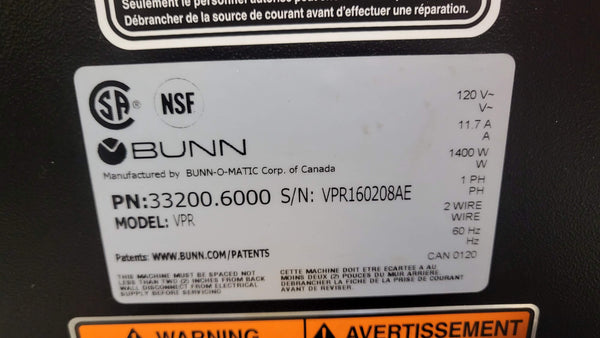 Seulement le personnel autorisé peut
Débrancher de la source de courant avant d'effectuer l'entretien.
CSA ® NSF
BUNN
Manufactured by BUNN-O-MATIC Corp. of Canada
PN:33200.6000 S/N: VPR160208AE
MODEL: VPR
Patents: WWW.BUNN.COM/PATENTS
120 V~
V~
11.7 A
A
1400 W
W
1 PH
PH
2 WIRE
WIRE
60 Hz
Hz
CAN 0120
THIS MACHINE MUST BE SPACED NOT
LESS THAN TWO (2) INCHES FROM BACK
WALL DISCONNECT FROM ELECTRICAL
SUPPLY BEFORE SERVICING
CETTE MACHINE DOIT ETRE ECARTEE A AU
MOINS DEUX (2) POUCES DU MUR ARRIERE.
DEBRANCHER LA FICHE DE LA PRISE DE COURANT
AVANT DE REVISER.
WARNING
AVERTISSEMENT